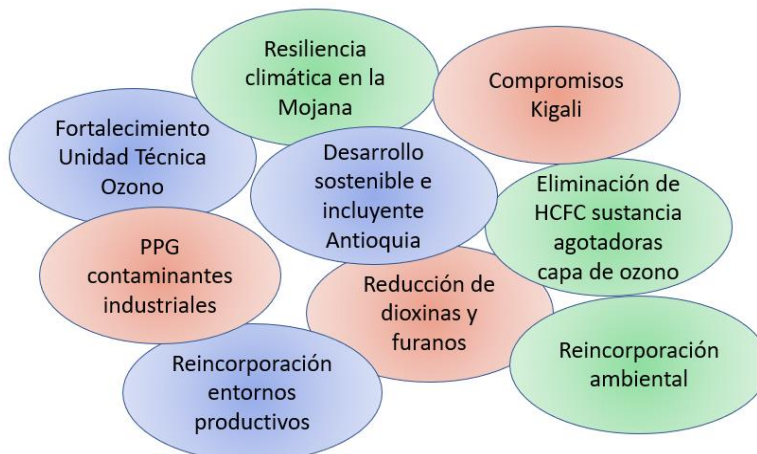 Resiliencia
climática en la
Mojana
Compromisos
Kigali
Fortalecimiento
Unidad Técnica
Ozono
Desarrollo
sostenible e
incluyente
Antioquia
Eliminación de
HCFC sustancia
agotadoras
capa de ozono
PPG
contaminantes
industriales
Reducción de
dioxinas y
furanos
Reincorporación
entornos
productivos
Reincorporación
ambiental